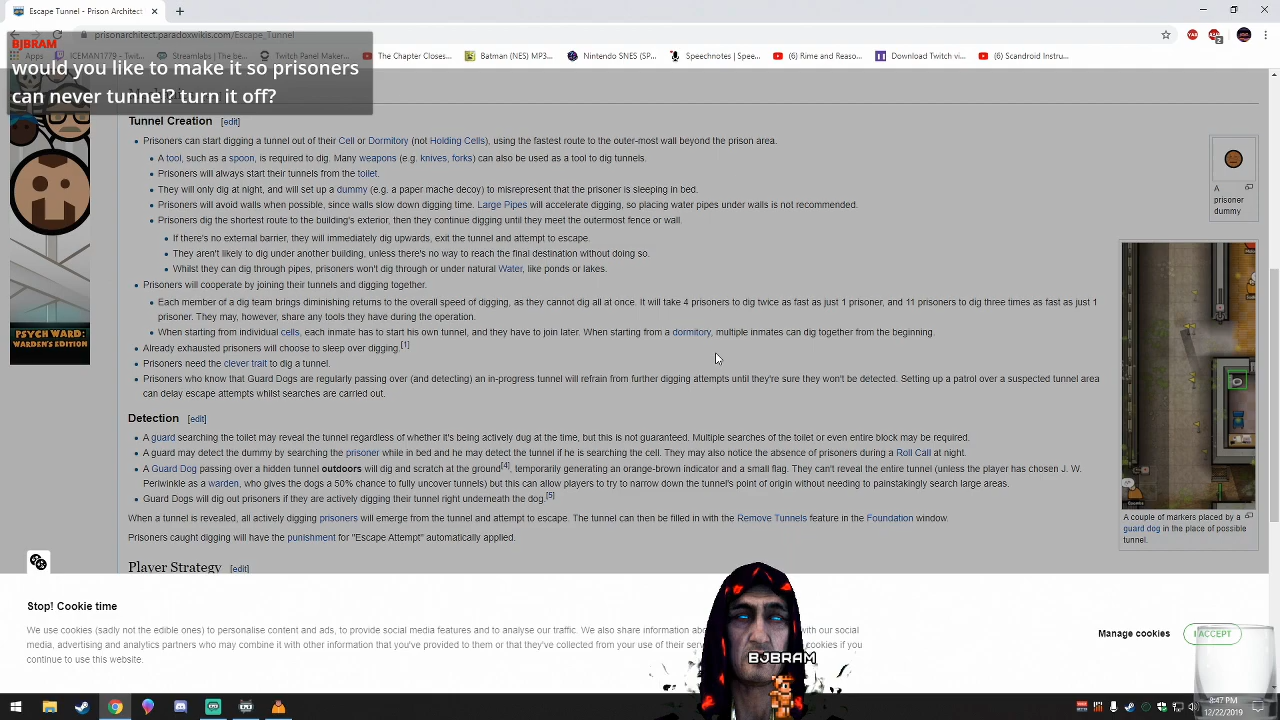 Escape Tunnel - Prison Architect
prisonarchitect.paradoxwikis.com/Escape_Tunnel
Apps
ICEMAN1779 – Twit...
Streamlabs | The be...
Twitch Panel Maker...
The Chapter Closes...
Batman (NES) MP3...
Nintendo SNES (SP...
Speechnotes | Spee...
(6) Rime and Reaso...
Download Twitch vi...
(6) Scandroid Instru...
BJBRAM
would you like to make it so prisoners
can never tunnel? turn it off?
Tunnel Creation [edit]
Prisoners can start digging a tunnel out of their Cell or Dormitory (not Holding Cells), using the fastest route to the outer-most wall beyond the prison area.
A tool, such as a spoon, is required to dig. Many weapons (e.g. knives, forks) can also be used as a tool to dig tunnels.
Prisoners will always start their tunnels from the toilet.
They will only dig at night, and will set up a dummy (e.g. a paper mache decoy) to misrepresent that the prisoner is sleeping in bed.
Prisoners will avoid walls when possible, since walls slow down digging time. Large Pipes will accelerate digging, so placing water pipes under walls is not recommended.
Prisoners dig the shortest route to the building's exterior, then they continue digging until they meet the outermost fence or wall.
If there's no external barrier, they will immediately dig upwards, exit the tunnel and attempt to escape.
They aren't likely to dig under another building, unless there's no way to reach the final destination without doing so.
Whilst they can dig through pipes, prisoners won't dig through or under natural Water, like ponds or lakes.
Prisoners will cooperate by joining their tunnels and digging together.
Each member of a dig team brings diminishing returns to the overall speed of digging, as they cannot dig all at once. It will take 4 prisoners to dig twice as fast as just 1 prisoner, and 11 prisoners to dig three times as fast as just 1
prisoner. They may, however, share any tools they have during the operation.
When starting from individual cells, each inmate has to start his own tunnel, and they have to join later. When starting from a dormitory, multiple inmates can dig together from the beginning.
Already exhausted prisoners will choose to sleep over digging.[1]
Prisoners need the clever trait to dig a tunnel.
Prisoners who know that Guard Dogs are regularly passing over (and detecting) an in-progress tunnel will refrain from further digging attempts until they're sure they won't be detected. Setting up a patrol over a suspected tunnel area
can delay escape attempts whilst searches are carried out.
Detection [edit]
A guard searching the toilet may reveal the tunnel regardless of whether it's being actively dug at the time, but this is not guaranteed. Multiple searches of the toilet or even entire block may be required.
A guard may detect the dummy by searching the prisoner while in bed and he may detect the tunnel if he is searching the cell. They may also notice the absence of prisoners during a Roll Call at night.
A Guard Dog passing over a hidden tunnel outdoors will dig and scratch at the ground[4], temporarily generating an orange-brown indicator and a small flag. They can't reveal the entire tunnel (unless the player has chosen J. W.
Periwinkle as a warden, who gives the dogs a 50% chance to fully uncover tunnels) but this can allow players to try to narrow down the tunnel's point of origin without needing to painstakingly search large areas.
Guard Dogs will dig out prisoners if they are actively digging their tunnel right underneath the dog.[5]
When a tunnel is revealed, all actively digging prisoners will emerge from the tunnel and attempt to escape. The tunnel can then be filled in with the Remove Tunnels feature in the Foundation window.
Prisoners caught digging will have the punishment for "Escape Attempt" automatically applied.
Player Strategy [edit]
A
prisoner
dummy
A couple of markers placed by a
guard dog in the place of possible
tunnel.
PSYCH WARD:
WARDEN'S EDITION
Stop! Cookie time
We use cookies (sadly not the edible ones) to personalise content and ads, to provide social media features and to analyse our traffic. We also share information abo
with our social
media, advertising and analytics partners who may combine it with other information that you've provided to them or that they've collected from your use of their serv
ices. If you
continue to use this website.
Manage cookies
I ACCEPT
BJBRAM
8:47 PM
12/22/2019